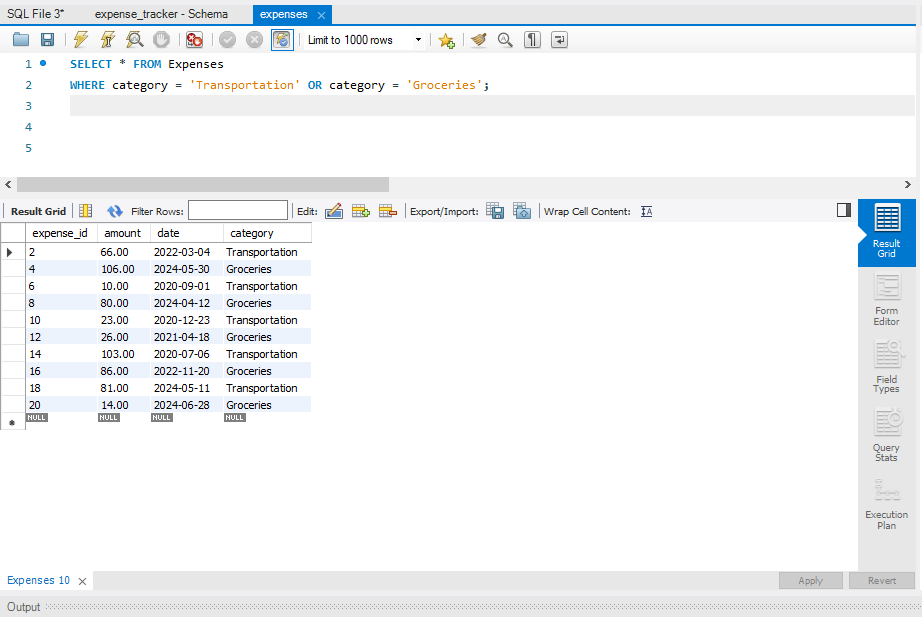 SQL File 3* expense_tracker - Schema expenses
Limit to 1000 rows
1 SELECT * FROM Expenses
2 WHERE category = 'Transportation' OR category = 'Groceries';
3
4
5
Result Grid Filter Rows: Edit: Export/Import: Wrap Cell Content:
expense_id amount date category
2 66.00 2022-03-04 Transportation
4 106.00 2024-05-30 Groceries
6 10.00 2020-09-01 Transportation
8 80.00 2024-04-12 Groceries
10 23.00 2020-12-23 Transportation
12 26.00 2021-04-18 Groceries
14 103.00 2020-07-06 Transportation
16 86.00 2022-11-20 Groceries
18 81.00 2024-05-11 Transportation
20 14.00 2024-06-28 Groceries
NULL NULL NULL NULL
Result
Grid
Form
Editor
Field
Types
Query
Stats
Execution
Plan
Expenses 10 Apply Revert
Output